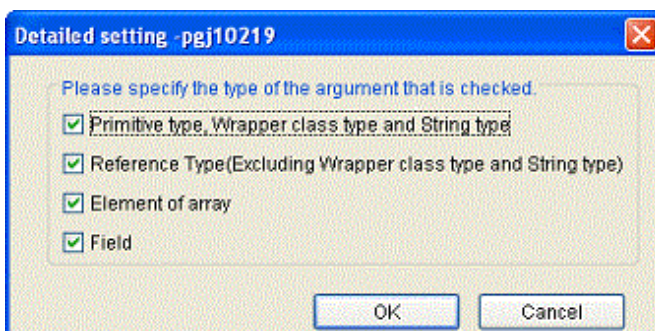 Detailed setting -pgj10219
Please specify the type of the argument that is checked.
Primitive type, Wrapper class type and String type
Reference Type(Excluding Wrapper class type and String type)
Element of array
Field
OK
Cancel